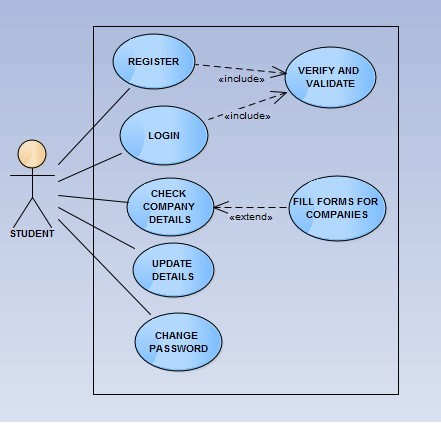 REGISTER
«include»
VERIFY AND
VALIDATE
LOGIN
«include»
CHECK
COMPANY
DETAILS
«extend»
FILL FORMS FOR
COMPANIES
STUDENT
UPDATE
DETAILS
CHANGE
PASSWORD